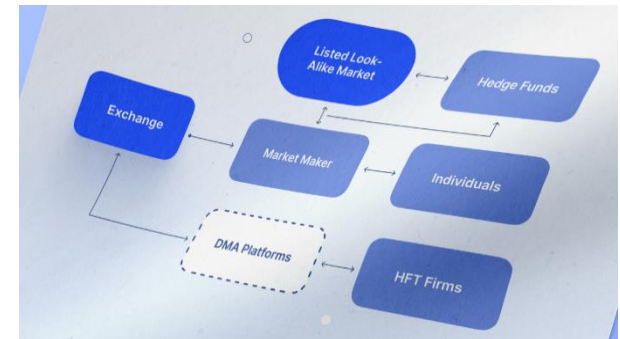 Listed Look-
Alike Market
Hedge Funds
Exchange
Market Maker
Individuals
DMA Platforms
HFT Firms